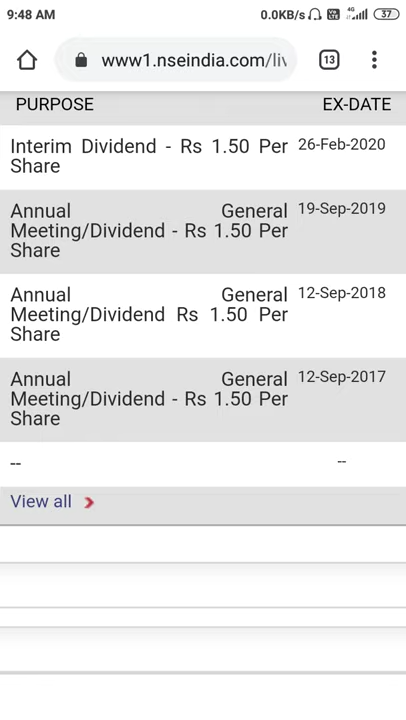 9:48 AM 0.0KB/s 4G 37
www1.nseindia.com/liv 13
PURPOSE EX-DATE
Interim Dividend - Rs 1.50 Per 26-Feb-2020
Share
Annual General 19-Sep-2019
Meeting/Dividend - Rs 1.50 Per
Share
Annual General 12-Sep-2018
Meeting/Dividend Rs 1.50 Per
Share
Annual General 12-Sep-2017
Meeting/Dividend - Rs 1.50 Per
Share
-- --
View all